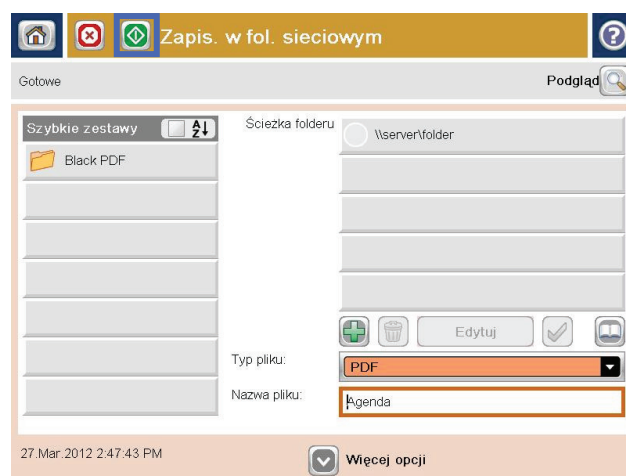 Zapis. w fol. sieciowym
Gotowe
Podgląd
Szybkie zestawy
Ścieżka folderu
\\server\folder
Black PDF
Edytuj
Typ pliku:
PDF
Nazwa pliku:
Agenda
27.Mar.2012 2:47:43 PM
Więcej opcji